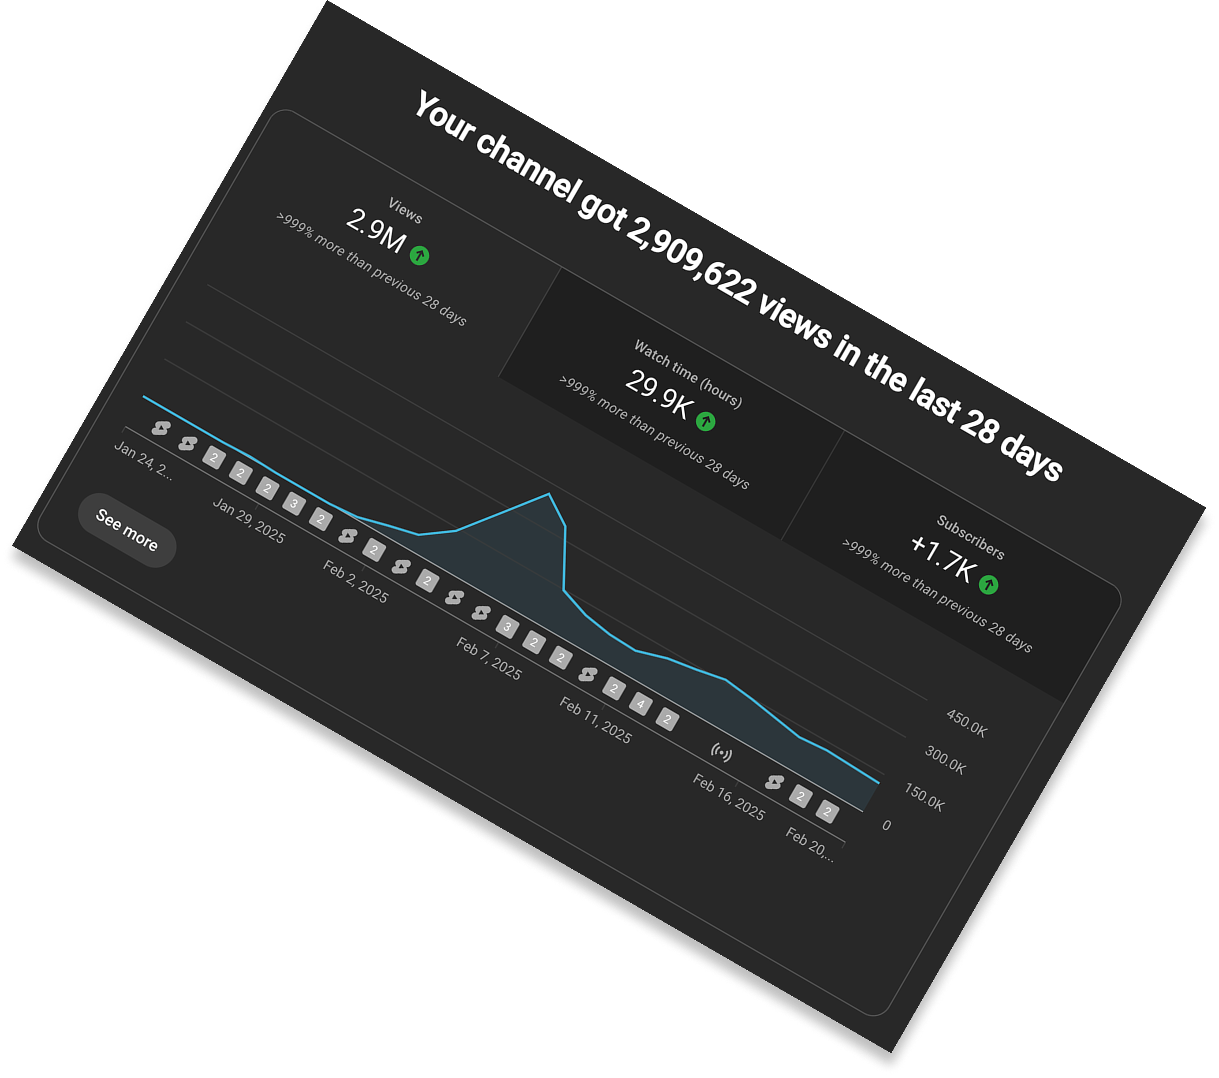 Your channel got 2,909,622 views in the last 28 days
Views
2.9M
>999% more than previous 28 days
Watch time (hours)
29.9K
>999% more than previous 28 days
Subscribers
+1.7K
>999% more than previous 28 days
450.0K
300.0K
150.0K
0
2
2
2
3
2
2
2
3
2
2
2
4
2
2
2
Jan 24, 2...
Jan 29, 2025
Feb 2, 2025
Feb 7, 2025
Feb 11, 2025
Feb 16, 2025
Feb 20,...
See more